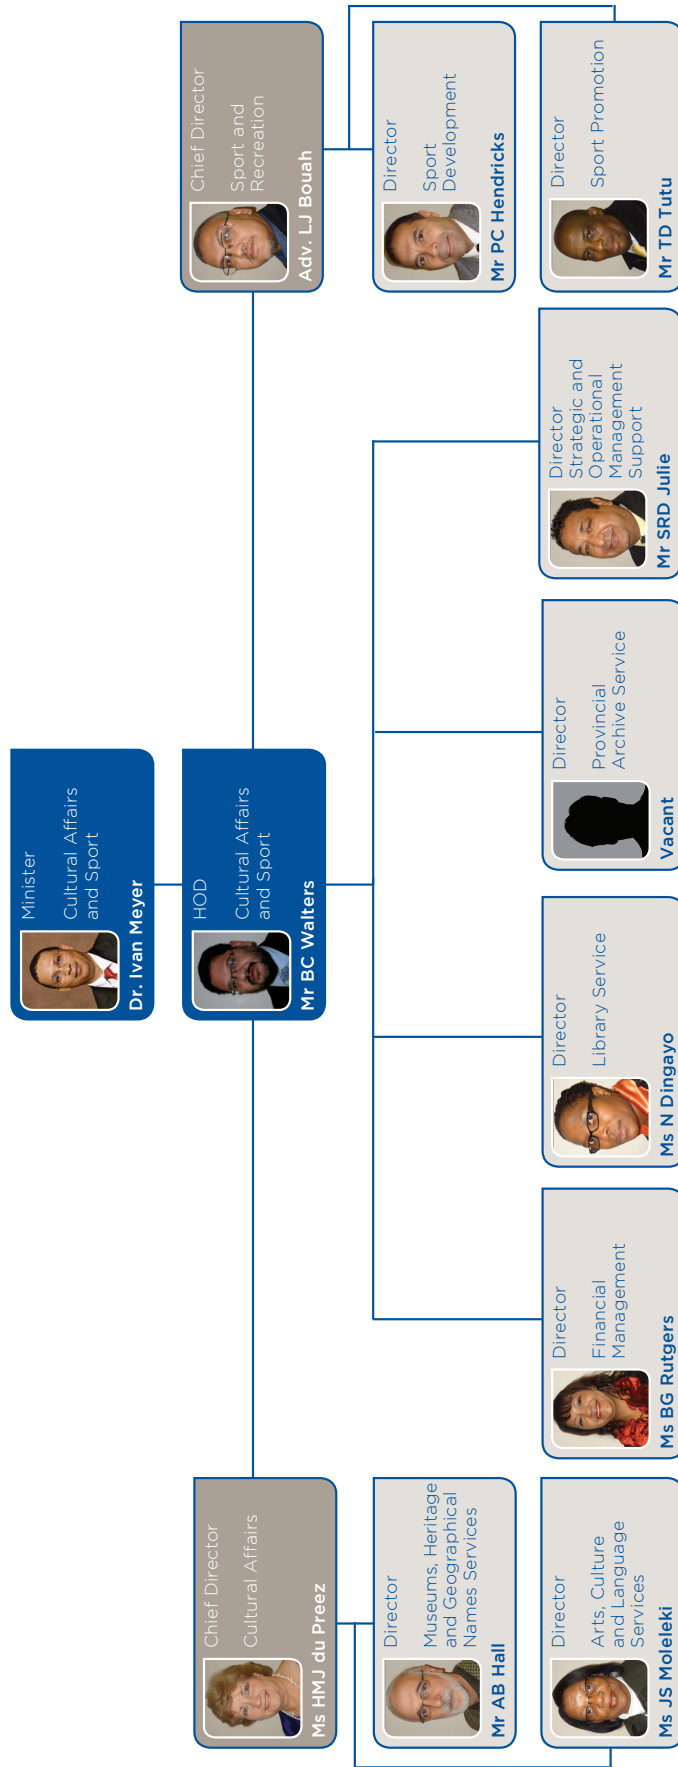 Minister
Cultural Affairs
and Sport
Dr. Ivan Meyer
HOD
Cultural Affairs
and Sport
Mr BC Walters
Chief Director
Cultural Affairs
Ms HMJ du Preez
Chief Director
Sport and
Recreation
Adv. LJ Bouah
Director
Museums, Heritage
and Geographical
Names Services
Mr AB Hall
Director
Sport
Development
Mr PC Hendricks
Director
Arts, Culture
and Language
Services
Ms JS Moleleki
Director
Financial
Management
Ms BG Rutgers
Director
Library Service
Ms N Dingayo
Director
Provincial
Archive Service
Vacant
Director
Strategic and
Operational
Management
Support
Mr SRD Julie
Director
Sport Promotion
Mr TD Tutu